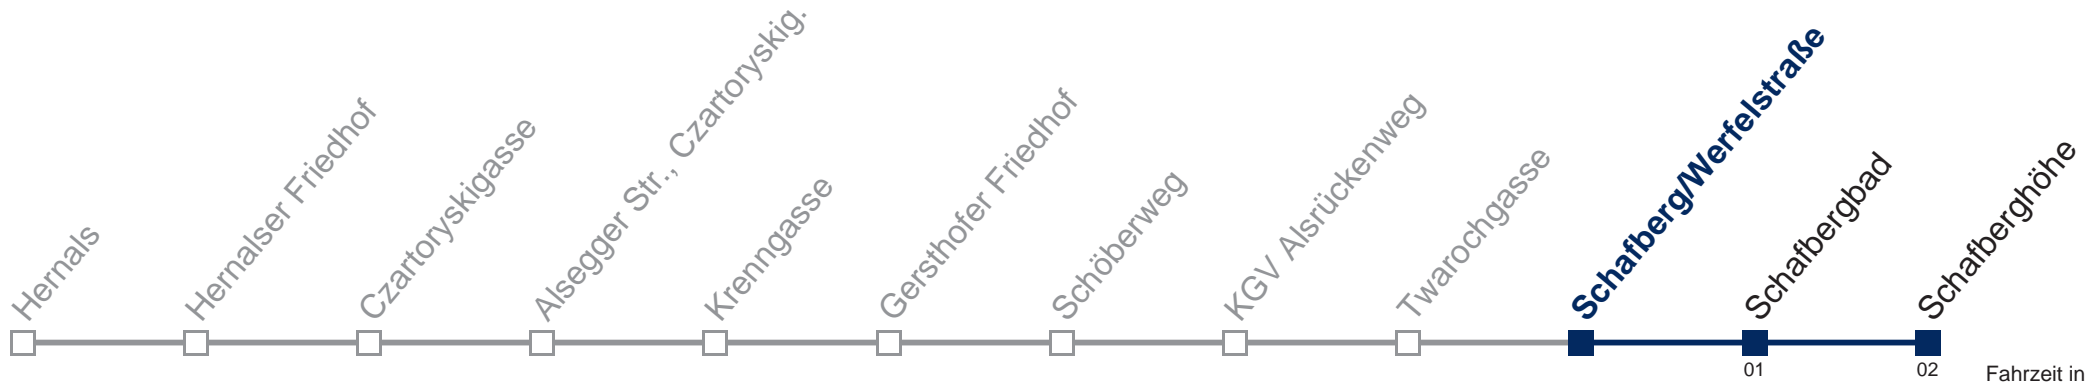 Hernals
Hernalser Friedhof
Czartoryskigasse
Alsegger Str., Czartoryskig.
Krenngasse
Gersthofer Friedhof
Schöberweg
KGV Alsrückenweg
Twarochgasse
Schafberg/Werfelstraße
Schafbergbad
Schafberghöhe
01
02
Fahrzeit in